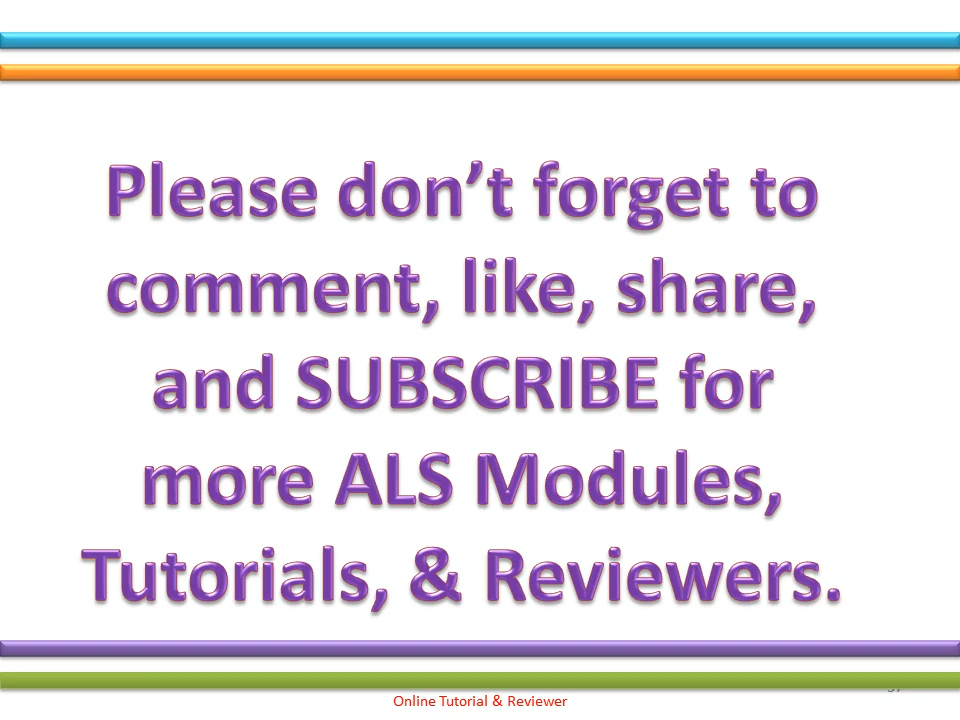 Please don’t forget to
comment, like, share,
and SUBSCRIBE for
more ALS Modules,
Tutorials, & Reviewers.
Online Tutorial & Reviewer